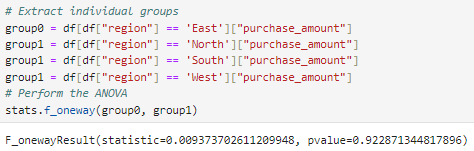 # Extract individual groups
group0 = df[df["region"] == 'East']["purchase_amount"]
group1 = df[df["region"] == 'North']["purchase_amount"]
group1 = df[df["region"] == 'South']["purchase_amount"]
group1 = df[df["region"] == 'West']["purchase_amount"]
# Perform the ANOVA
stats.f_oneway(group0, group1)
F_onewayResult(statistic=0.009373702611209948, pvalue=0.922871344817896)